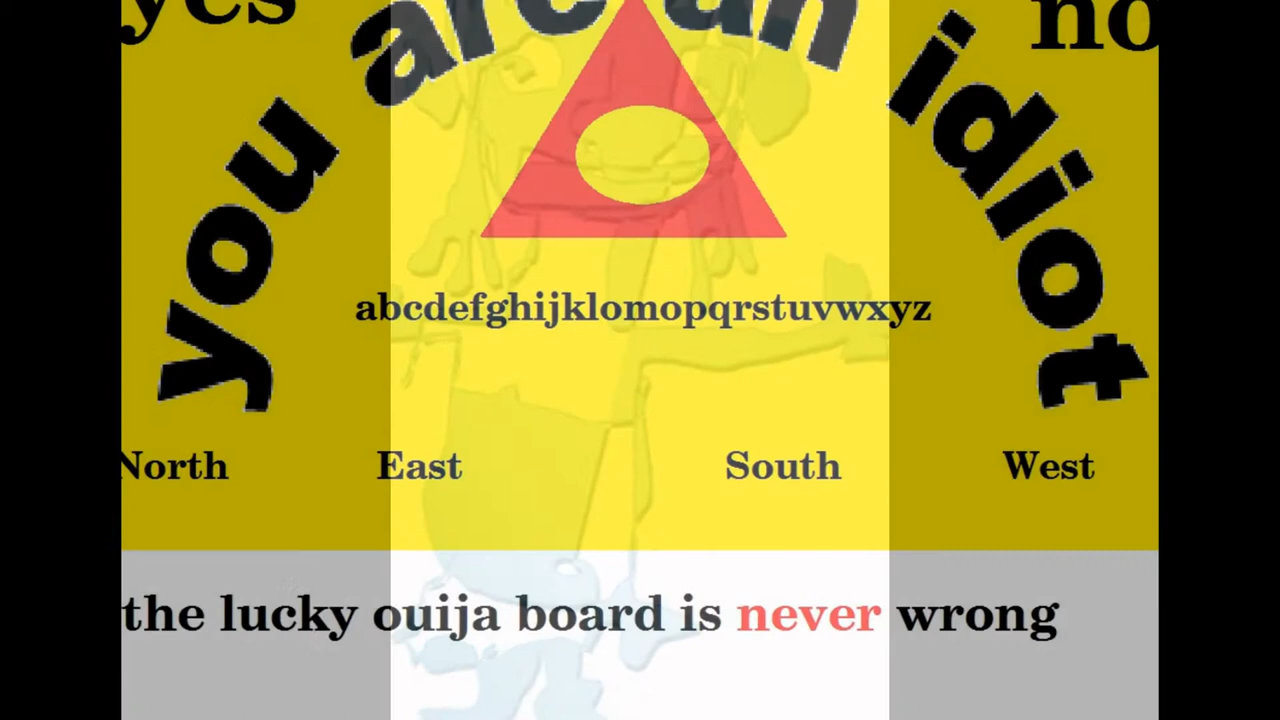 yes no
you are an idiot
abcdefghijklomopqrstuvwxyz
North East South West
the lucky ouija board is never wrong